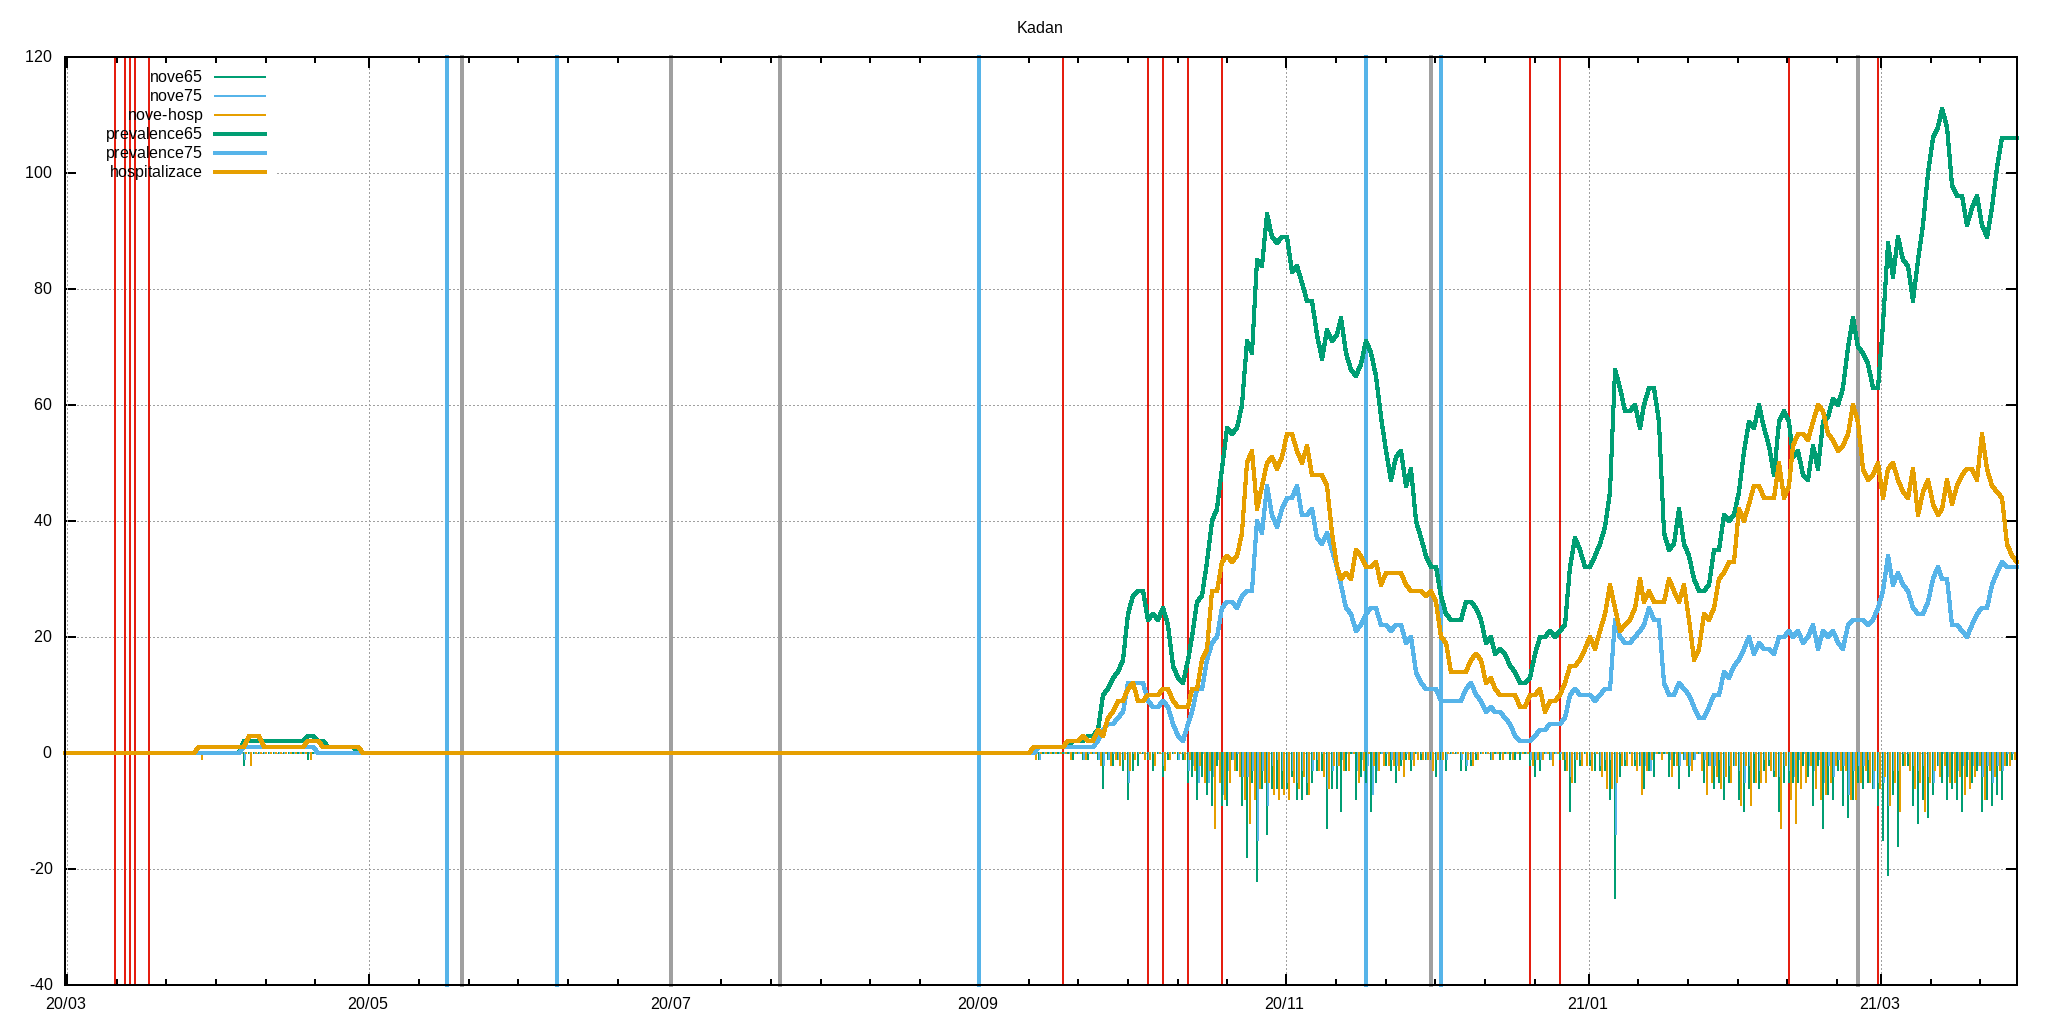 Kadan
120
nove65
nove75
nove-hosp
prevalence65
prevalence75
hospitalizace
100
80
60
40
20
0
-20
-40
20/03 20/05 20/07 20/09 20/11 21/01 21/03